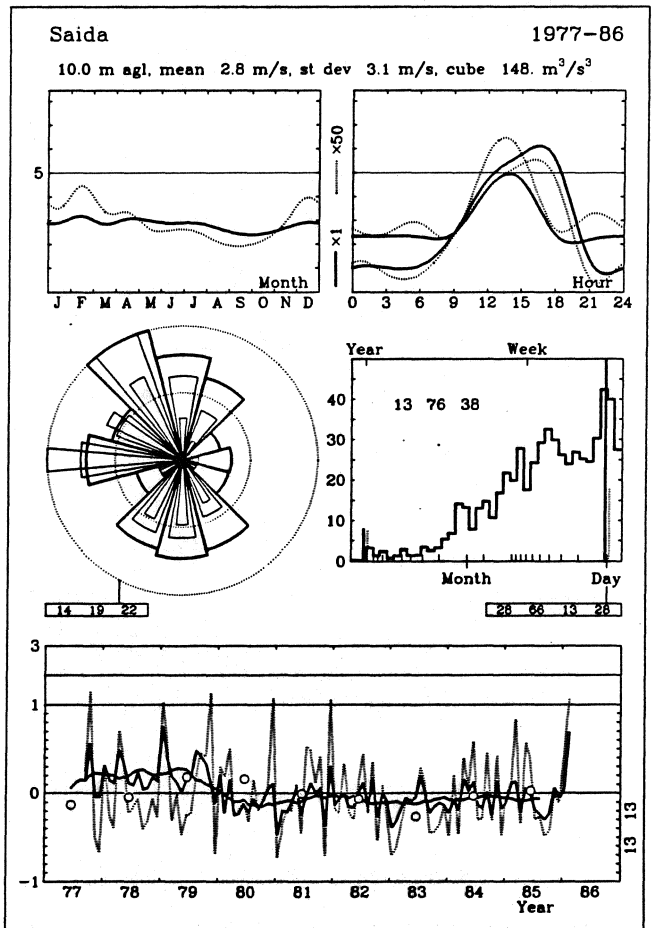 Saida 1977-86
10.0 m agl, mean 2.8 m/s, st dev 3.1 m/s, cube 148. m³/s³
5
Month
J F M A M J J A S O N D
×1 ×50
Hour
0 3 6 9 12 15 18 21 24
14 19 22
Year Week
13 76 38
40
30
20
10
0
Month Day
28 66 13 28
3
1
0
-1
77 78 79 80 81 82 83 84 85 86
Year
13 13